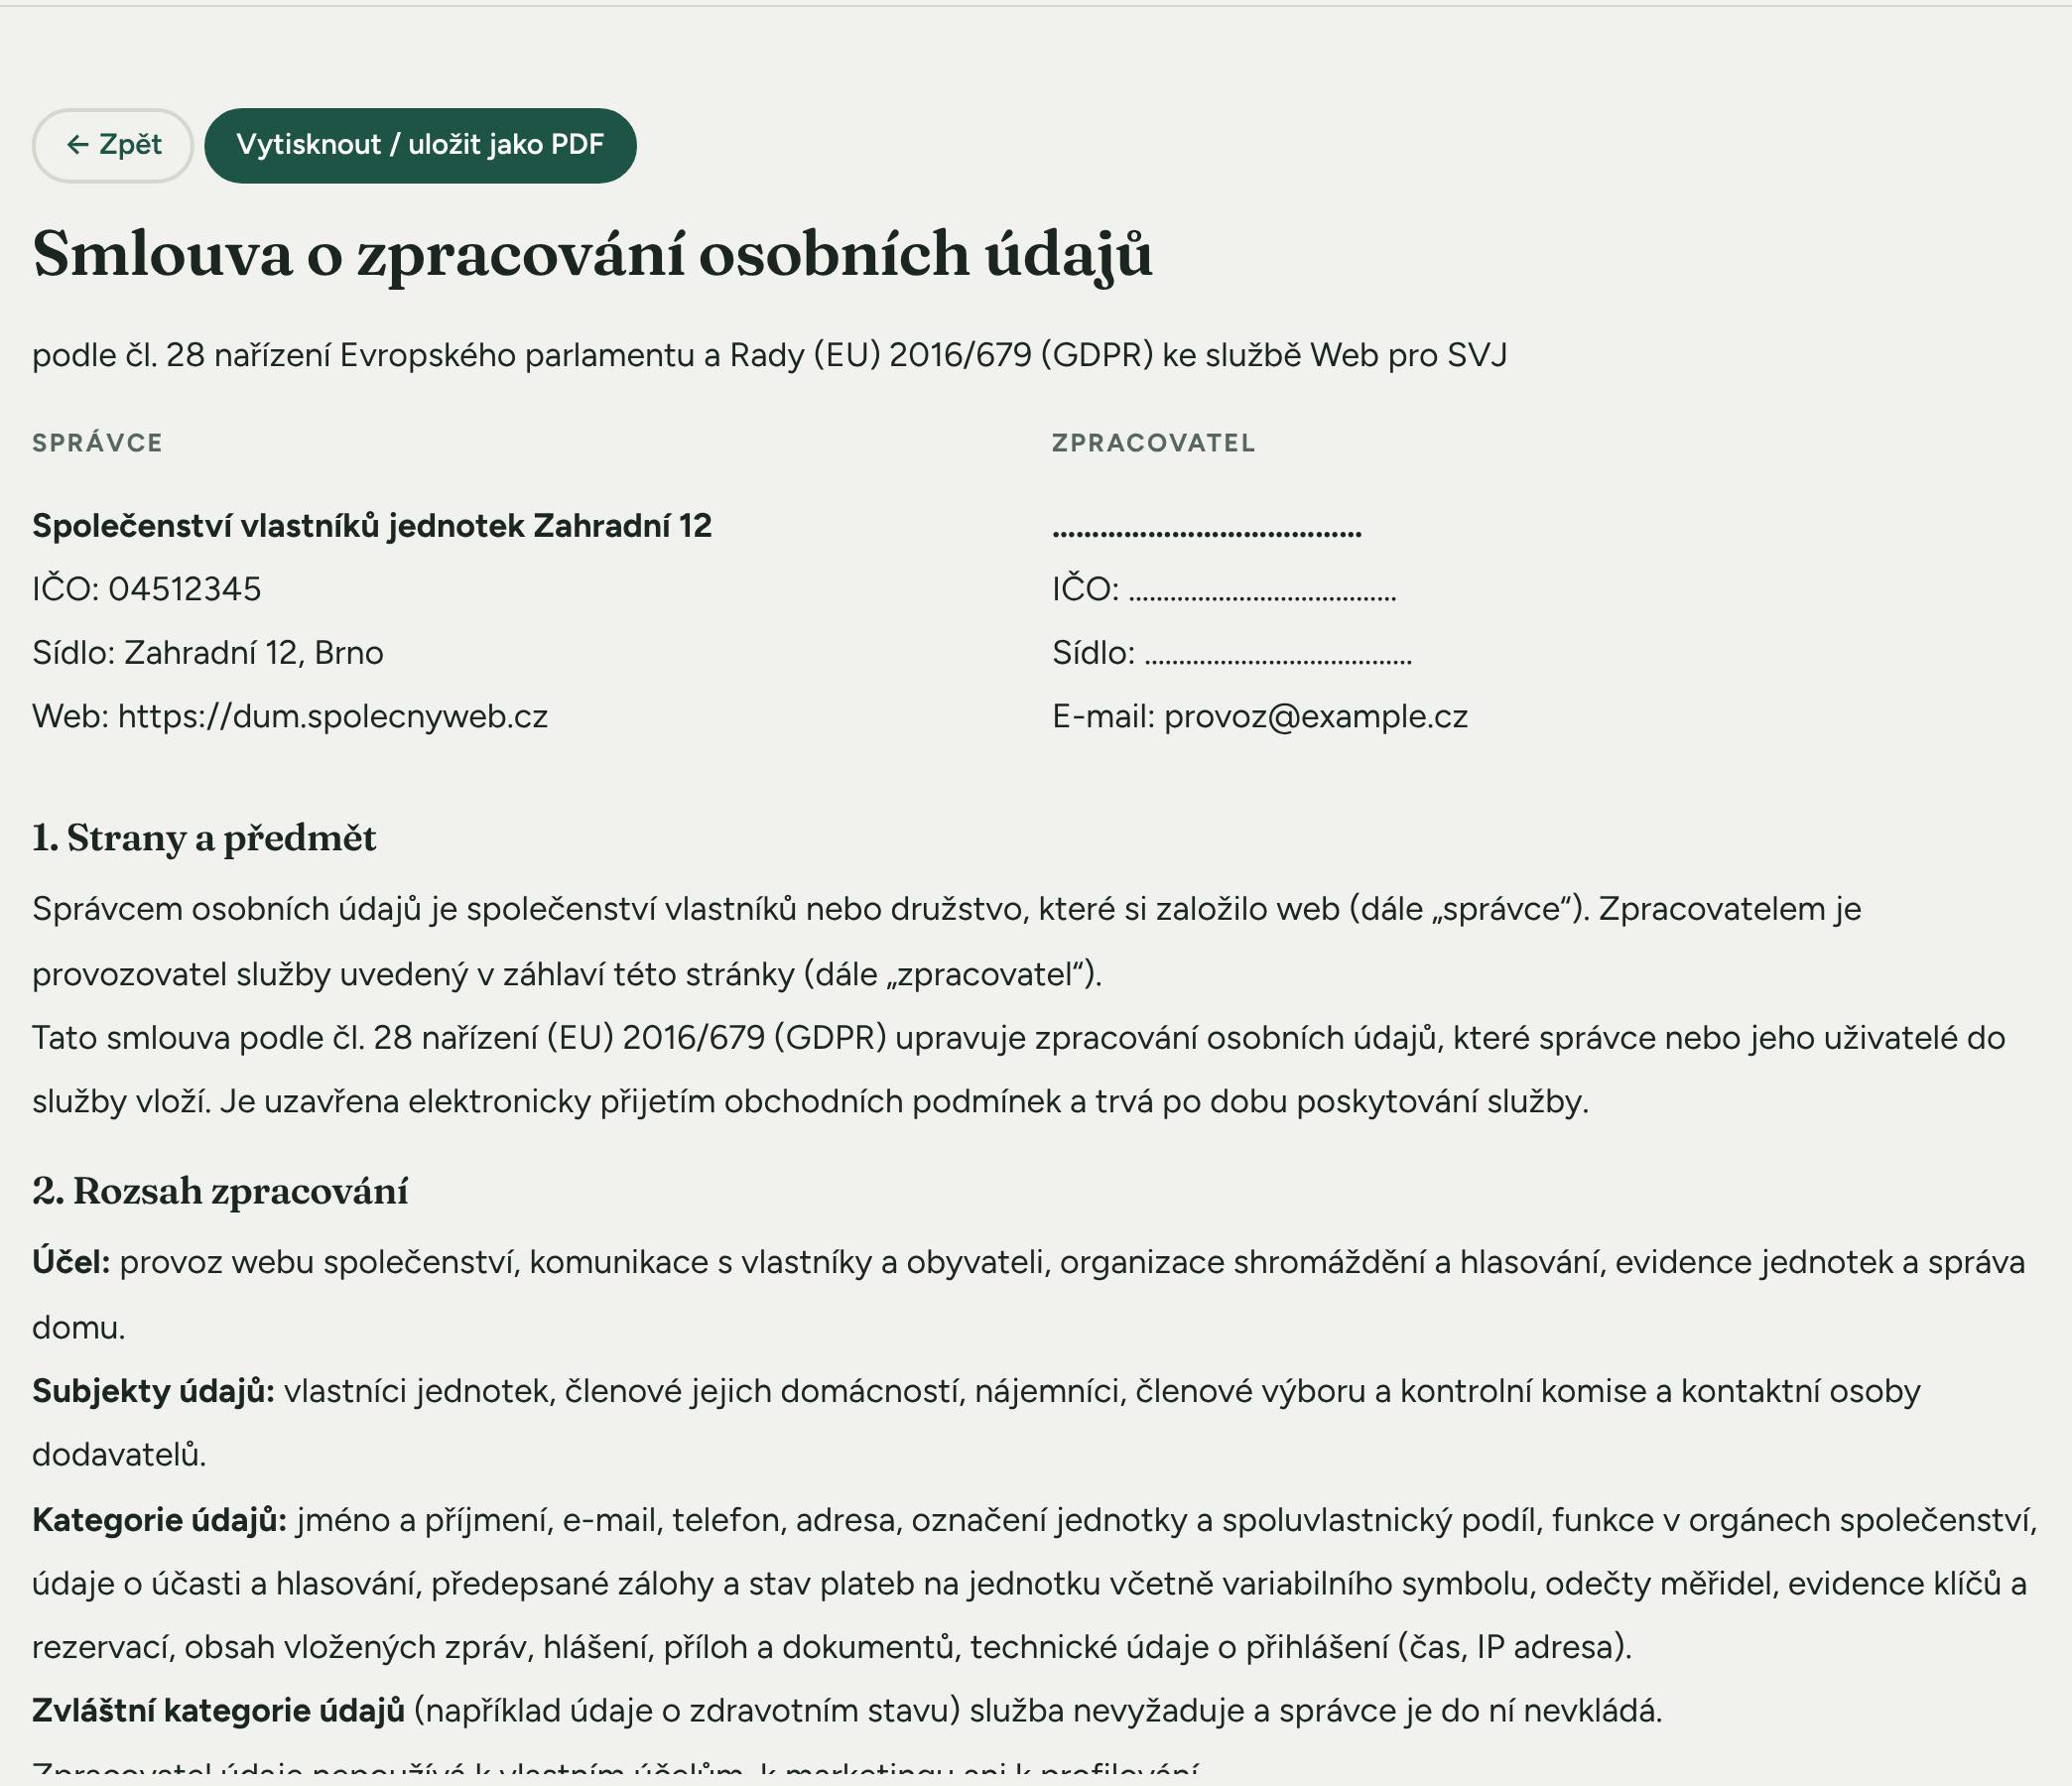 ← Zpět
Vytisknout / uložit jako PDF
Smlouva o zpracování osobních údajů
podle čl. 28 nařízení Evropského parlamentu a Rady (EU) 2016/679 (GDPR) ke službě Web pro SVJ
SPRÁVCE
Společenství vlastníků jednotek Zahradní 12
IČO: 04512345
Sídlo: Zahradní 12, Brno
Web: https://dum.spolecnyweb.cz
ZPRACOVATEL
.......................................
IČO: .......................................
Sídlo: .......................................
E-mail: provoz@example.cz
1. Strany a předmět
Správcem osobních údajů je společenství vlastníků nebo družstvo, které si založilo web (dále „správce“). Zpracovatelem je
provozovatel služby uvedený v záhlaví této stránky (dále „zpracovatel“).
Tato smlouva podle čl. 28 nařízení (EU) 2016/679 (GDPR) upravuje zpracování osobních údajů, které správce nebo jeho uživatelé do
služby vloží. Je uzavřena elektronicky přijetím obchodních podmínek a trvá po dobu poskytování služby.
2. Rozsah zpracování
Účel: provoz webu společenství, komunikace s vlastníky a obyvateli, organizace shromáždění a hlasování, evidence jednotek a správa
domu.
Subjekty údajů: vlastníci jednotek, členové jejich domácností, nájemníci, členové výboru a kontrolní komise a kontaktní osoby
dodavatelů.
Kategorie údajů: jméno a příjmení, e-mail, telefon, adresa, označení jednotky a spoluvlastnický podíl, funkce v orgánech společenství,
údaje o účasti a hlasování, předepsané zálohy a stav plateb na jednotku včetně variabilního symbolu, odečty měřidel, evidence klíčů a
rezervací, obsah vložených zpráv, hlášení, příloh a dokumentů, technické údaje o přihlášení (čas, IP adresa).
Zvláštní kategorie údajů (například údaje o zdravotním stavu) služba nevyžaduje a správce je do ní nevkládá.
Zpracovatel údaje nepoužívá k vlastním účelům, k marketingu ani k profilování.